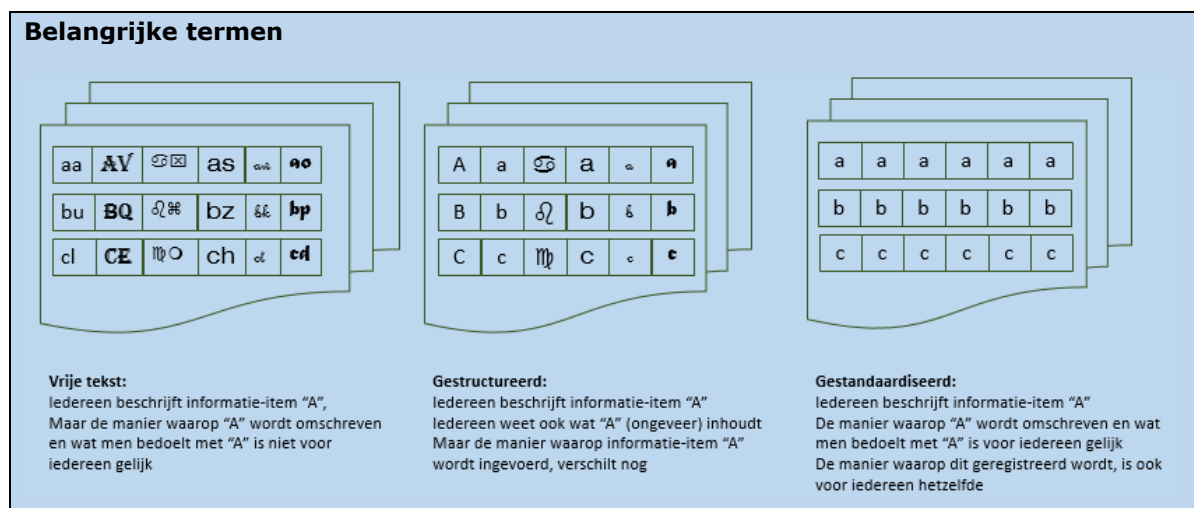 Belangrijke termen
aa AV ♋︎☒ as aò ao
bu BQ ♌︎⌘ bz bk bp
cl CE ♍︎❍ ch cl cd
A a ♋︎ a a a
B b ♌︎ b b b
C c ♍︎ c c c
a a a a a a
b b b b b b
c c c c c c
Vrije tekst:
Iedereen beschrijft informatie-item “A”,
Maar de manier waarop “A” wordt omschreven
en wat men bedoelt met “A” is niet voor
iedereen gelijk
Gestructureerd:
Iedereen beschrijft informatie-item “A”
Iedereen weet ook wat “A” (ongeveer) inhoudt
Maar de manier waarop informatie-item “A”
wordt ingevoerd, verschilt nog
Gestandaardiseerd:
Iedereen beschrijft informatie-item “A”
De manier waarop “A” wordt omschreven en wat
men bedoelt met “A” is voor iedereen gelijk
De manier waarop dit geregistreerd wordt, is ook
voor iedereen hetzelfde